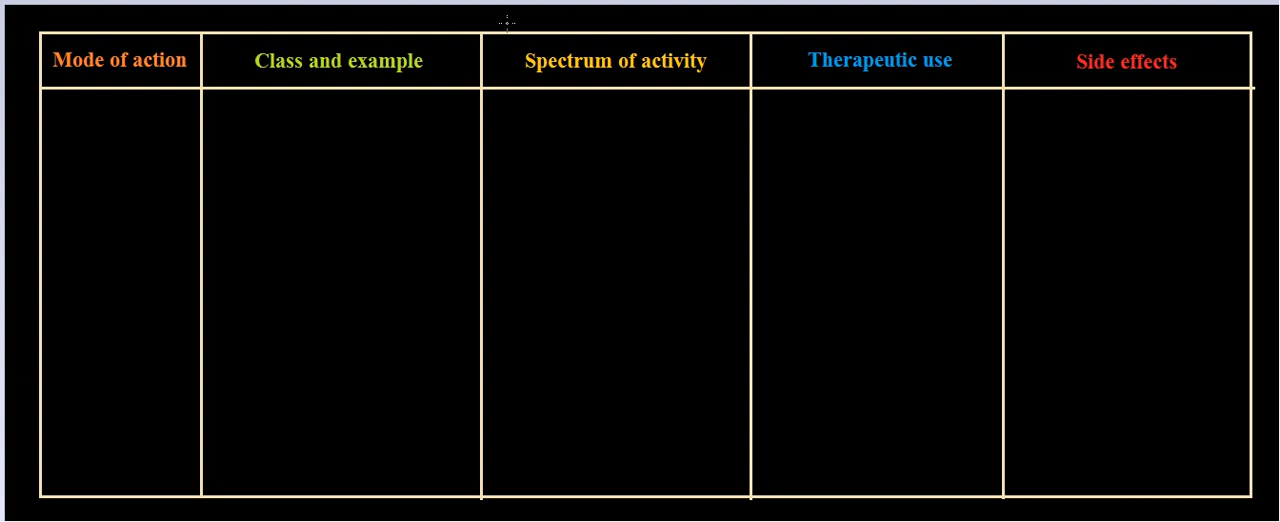 Mode of action
Class and example
Spectrum of activity
Therapeutic use
Side effects